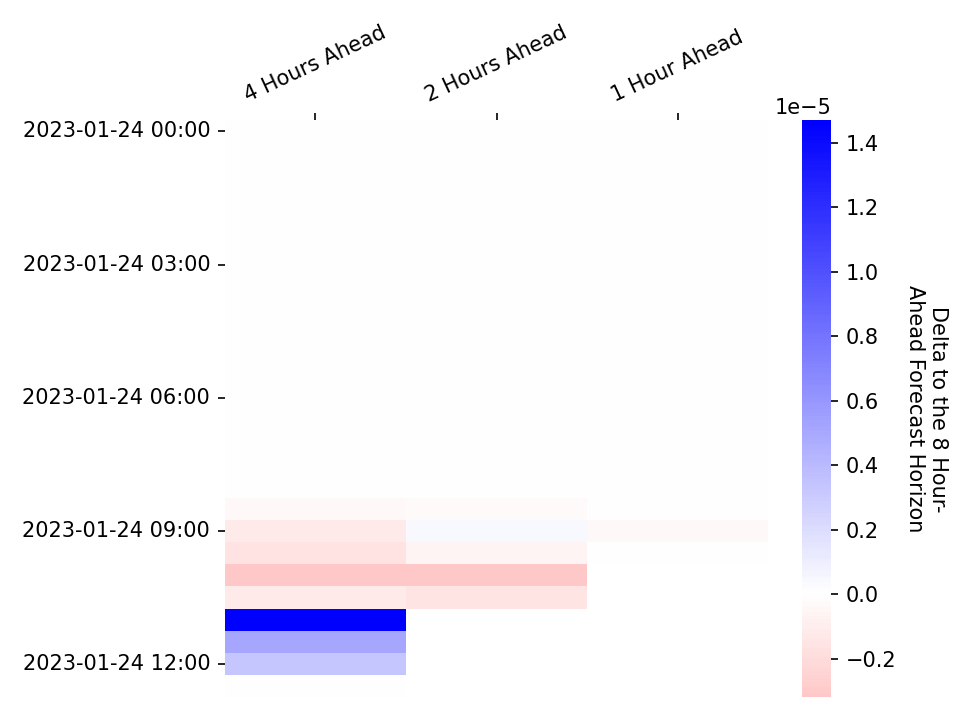 4 Hours Ahead
2 Hours Ahead
1 Hour Ahead
1e−5
2023-01-24 00:00
2023-01-24 03:00
2023-01-24 06:00
2023-01-24 09:00
2023-01-24 12:00
1.4
1.2
1.0
0.8
0.6
0.4
0.2
0.0
−0.2
Delta to the 8 Hour-
Ahead Forecast Horizon